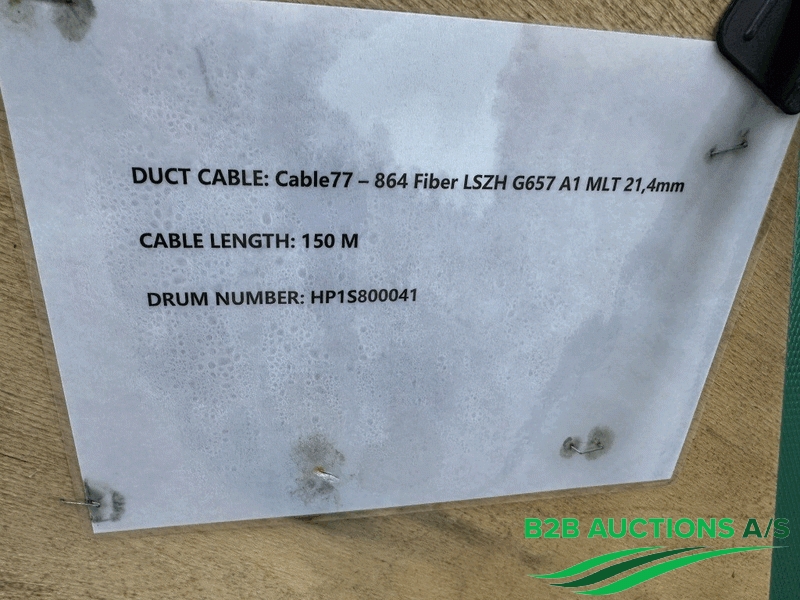 DUCT CABLE: Cable77 – 864 Fiber LSZH G657 A1 MLT 21,4mm
CABLE LENGTH: 150 M
DRUM NUMBER: HP1S800041
B2B AUCTIONS A/S